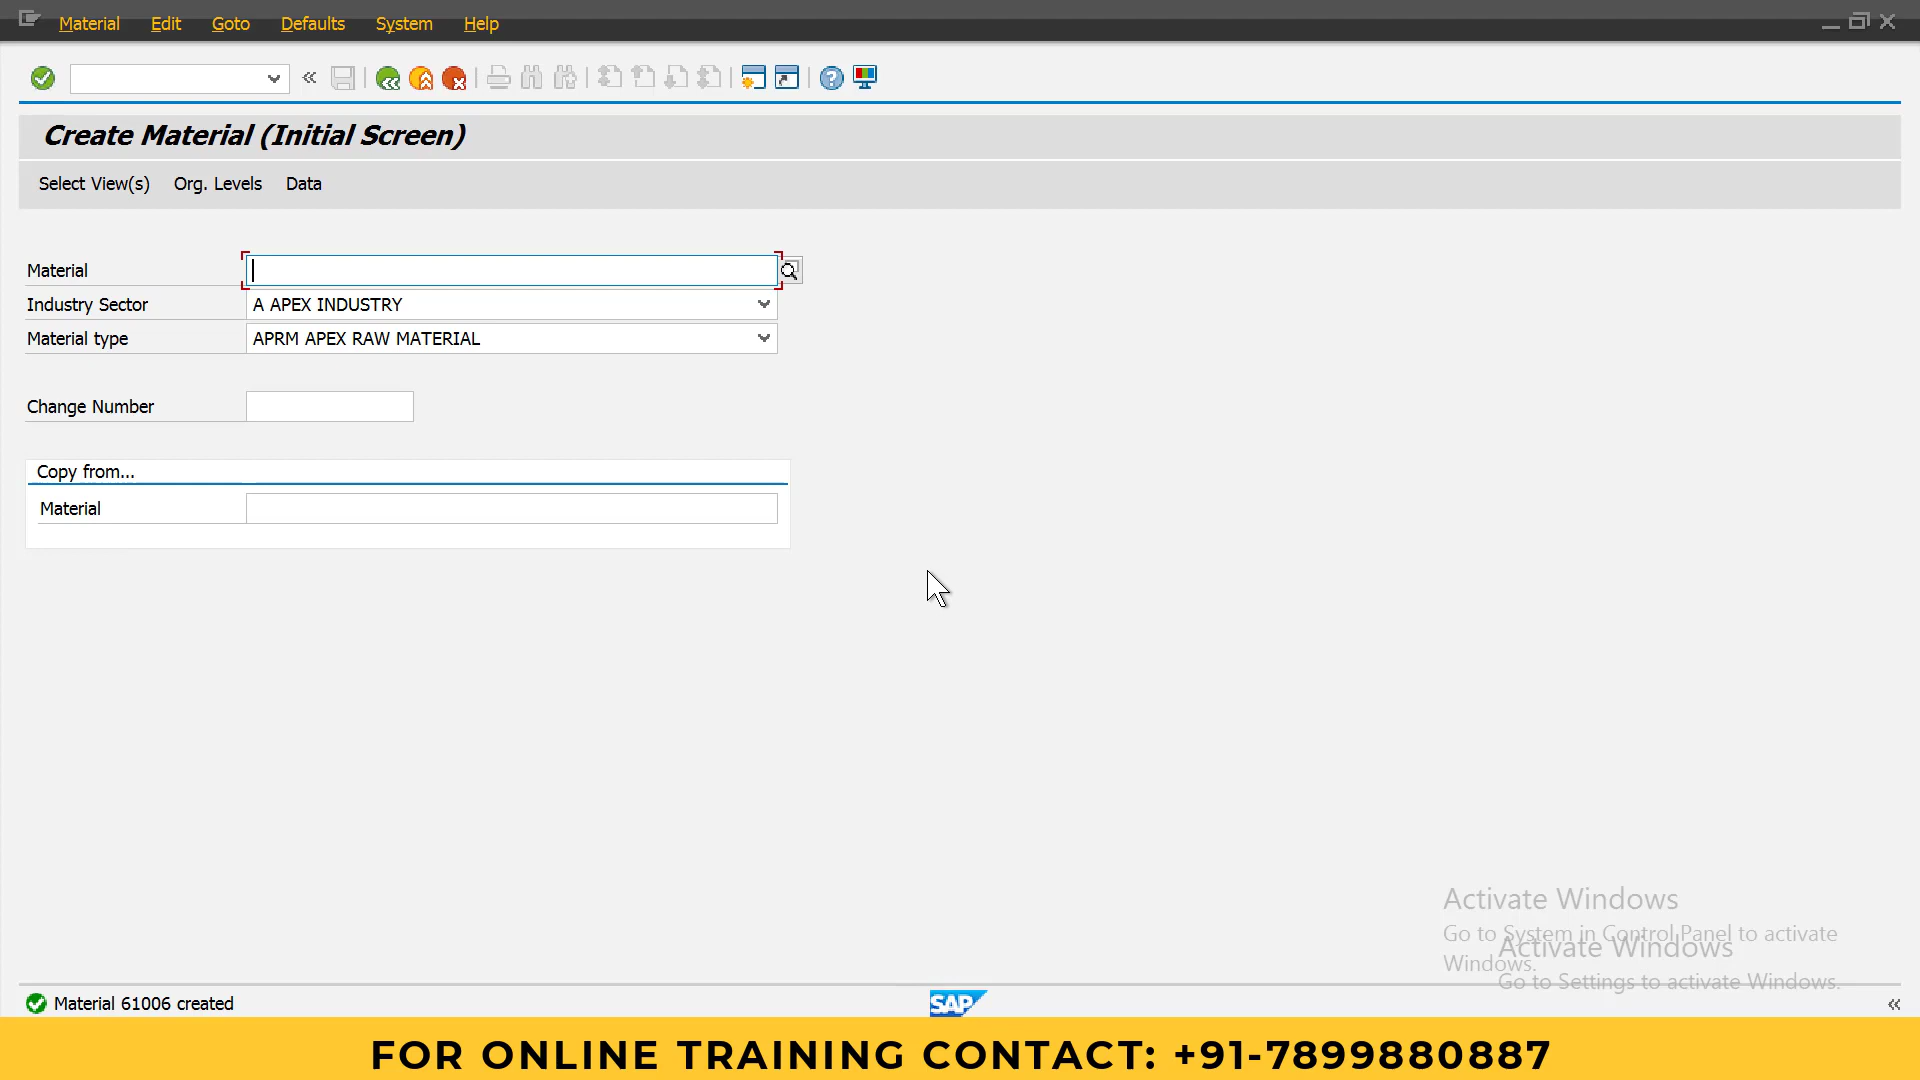 Material Edit Goto Defaults System Help
Create Material (Initial Screen)
Select View(s) Org. Levels Data
Material
Industry Sector A APEX INDUSTRY
Material type APRM APEX RAW MATERIAL
Change Number
Copy from...
Material
Activate Windows
Go to System in Control Panel to activate
Windows.
Activate Windows
Go to Settings to activate Windows.
Material 61006 created
SAP
FOR ONLINE TRAINING CONTACT: +91-7899880887